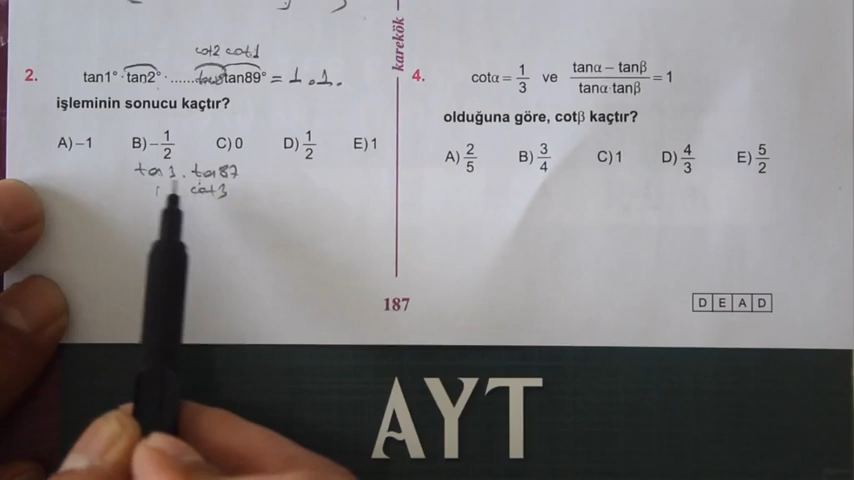 cot2 cot1
2. tan1° · tan2° · ....... tan89° = 1 . 1 .
işleminin sonucu kaçtır?
A) −1 B) −1/2 C) 0 D) 1/2 E) 1
tan3 . tan87
cot3
karekök
4. cotα = 1/3 ve (tanα − tanβ)/(tanα·tanβ) = 1
olduğuna göre, cotβ kaçtır?
A) 2/5 B) 3/4 C) 1 D) 4/3 E) 5/2
187
D E A D
AYT